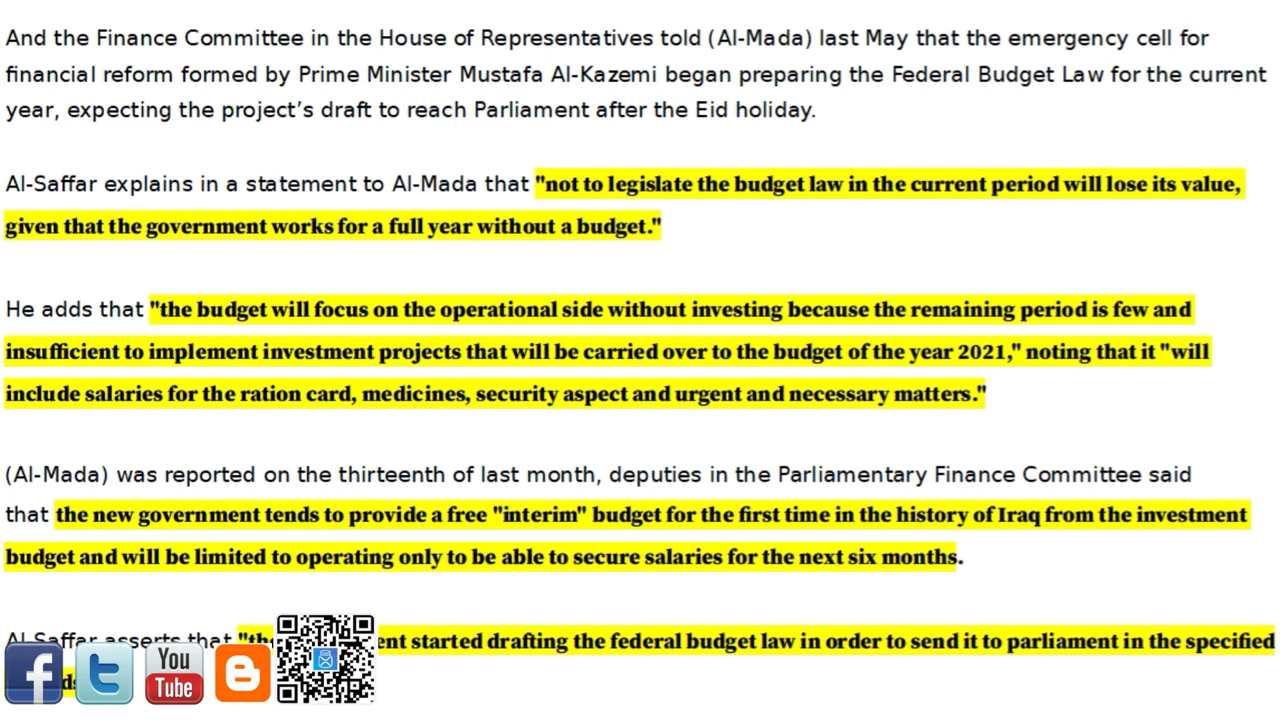 And the Finance Committee in the House of Representatives told (Al-Mada) last May that the emergency cell for
financial reform formed by Prime Minister Mustafa Al-Kazemi began preparing the Federal Budget Law for the current
year, expecting the project’s draft to reach Parliament after the Eid holiday.
Al-Saffar explains in a statement to Al-Mada that "not to legislate the budget law in the current period will lose its value,
given that the government works for a full year without a budget."
He adds that "the budget will focus on the operational side without investing because the remaining period is few and
insufficient to implement investment projects that will be carried over to the budget of the year 2021," noting that it "will
include salaries for the ration card, medicines, security aspect and urgent and necessary matters."
(Al-Mada) was reported on the thirteenth of last month, deputies in the Parliamentary Finance Committee said
that the new government tends to provide a free "interim" budget for the first time in the history of Iraq from the investment
budget and will be limited to operating only to be able to secure salaries for the next six months.
Al-Saffar asserts that started drafting the federal budget law in order to send it to parliament in the specified
You
Tube